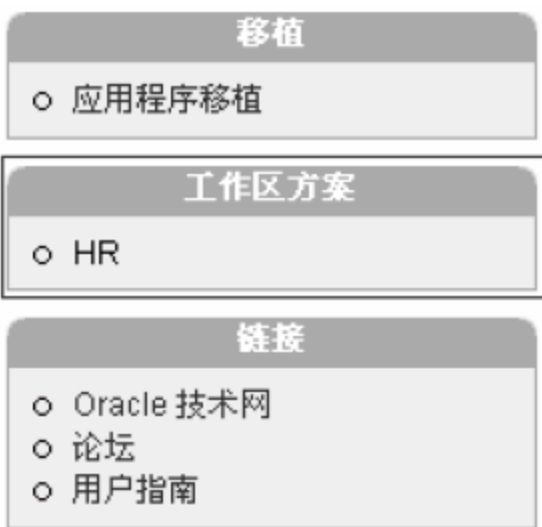 移植
应用程序移植
工作区方案
HR
链接
Oracle 技术网
论坛
用户指南